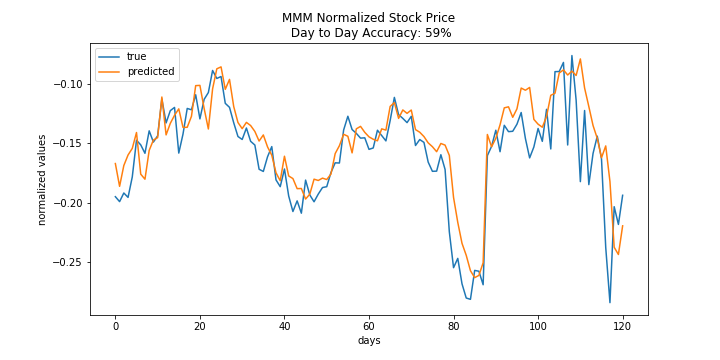 MMM Normalized Stock Price
Day to Day Accuracy: 59%
true
predicted
normalized values
−0.10
−0.15
−0.20
−0.25
0
20
40
60
80
100
120
days